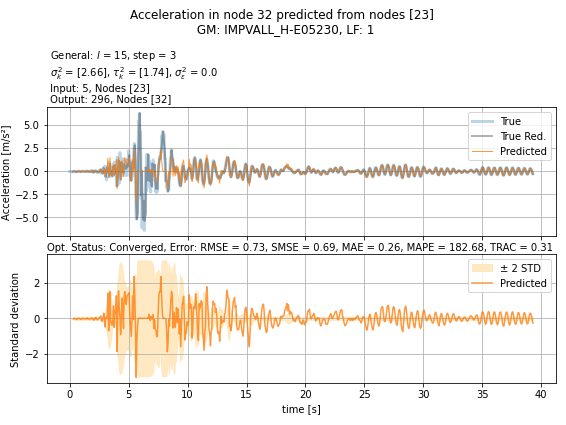 Acceleration in node 32 predicted from nodes [23]
GM: IMPVALL_H-E05230, LF: 1
General: l = 15, step = 3
σ²ₖ = [2.66], τ²ₖ = [1.74], σ²ε = 0.0
Input: 5, Nodes [23]
Output: 296, Nodes [32]
Acceleration [m/s²]
5.0
2.5
0.0
−2.5
−5.0
True
True Red.
Predicted
Opt. Status: Converged, Error: RMSE = 0.73, SMSE = 0.69, MAE = 0.26, MAPE = 182.68, TRAC = 0.31
Standard deviation
2
0
−2
± 2 STD
Predicted
0 5 10 15 20 25 30 35 40
time [s]